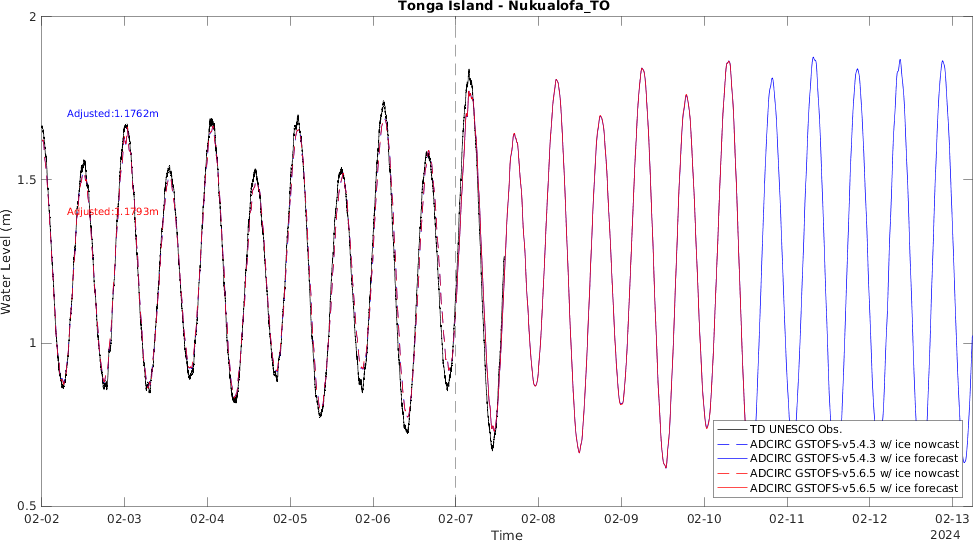 Tonga Island - Nukualofa_TO
2
1.5
1
0.5
Water Level (m)
Adjusted:1.1762m
Adjusted:1.1793m
TD UNESCO Obs.
ADCIRC GSTOFS-v5.4.3 w/ ice nowcast
ADCIRC GSTOFS-v5.4.3 w/ ice forecast
ADCIRC GSTOFS-v5.6.5 w/ ice nowcast
ADCIRC GSTOFS-v5.6.5 w/ ice forecast
02-02 02-03 02-04 02-05 02-06 02-07 02-08 02-09 02-10 02-11 02-12 02-13
Time
2024